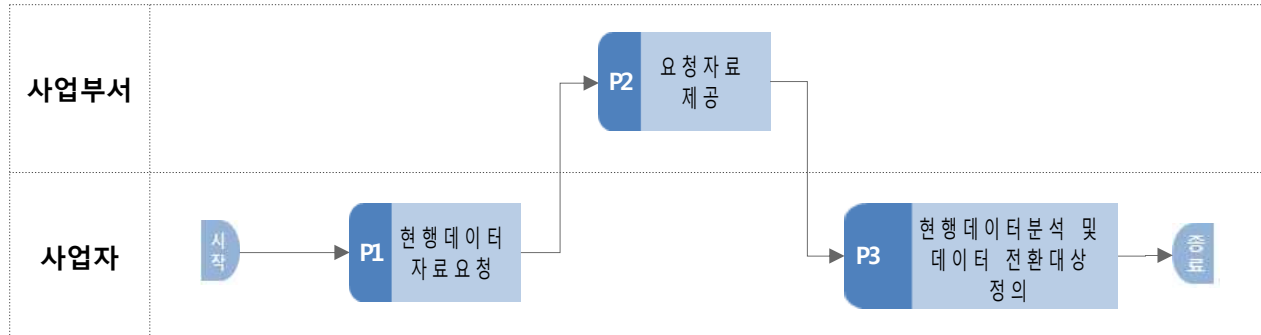 사업부서
P2
요청자료
제공
사업자
시작
P1
현행데이터
자료요청
P3
현행데이터분석 및
데이터 전환대상
정의
종료